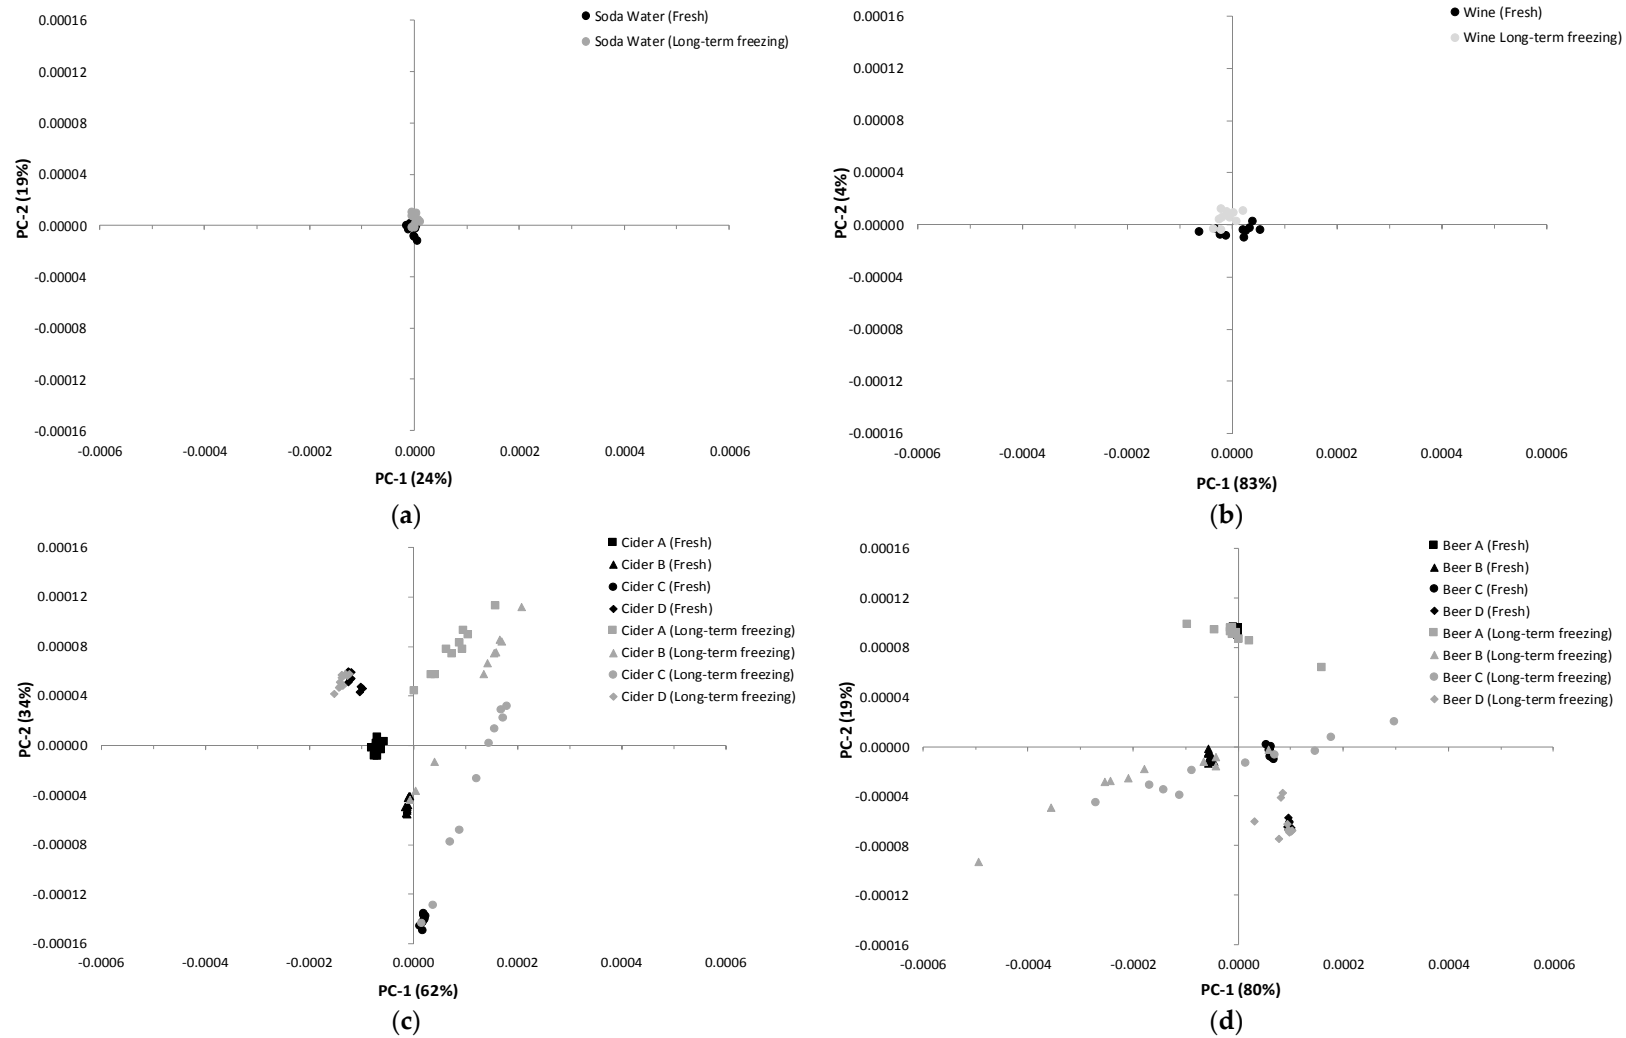 0.00016
0.00012
0.00008
0.00004
0.00000
-0.00004
-0.00008
-0.00012
-0.00016
PC-2 (19%)
-0.0006 -0.0004 -0.0002 0.0000 0.0002 0.0004 0.0006
PC-1 (24%)
Soda Water (Fresh)
Soda Water (Long-term freezing)
(a)
0.00016
0.00012
0.00008
0.00004
0.00000
-0.00004
-0.00008
-0.00012
-0.00016
PC-2 (4%)
-0.0006 -0.0004 -0.0002 0.0000 0.0002 0.0004 0.0006
PC-1 (83%)
Wine (Fresh)
Wine Long-term freezing)
(b)
0.00016
0.00012
0.00008
0.00004
0.00000
-0.00004
-0.00008
-0.00012
-0.00016
PC-2 (34%)
-0.0006 -0.0004 -0.0002 0.0000 0.0002 0.0004 0.0006
PC-1 (62%)
Cider A (Fresh)
Cider B (Fresh)
Cider C (Fresh)
Cider D (Fresh)
Cider A (Long-term freezing)
Cider B (Long-term freezing)
Cider C (Long-term freezing)
Cider D (Long-term freezing)
(c)
0.00016
0.00012
0.00008
0.00004
0.00000
-0.00004
-0.00008
-0.00012
-0.00016
PC-2 (19%)
-0.0006 -0.0004 -0.0002 0.0000 0.0002 0.0004 0.0006
PC-1 (80%)
Beer A (Fresh)
Beer B (Fresh)
Beer C (Fresh)
Beer D (Fresh)
Beer A (Long-term freezing)
Beer B (Long-term freezing)
Beer C (Long-term freezing)
Beer D (Long-term freezing)
(d)